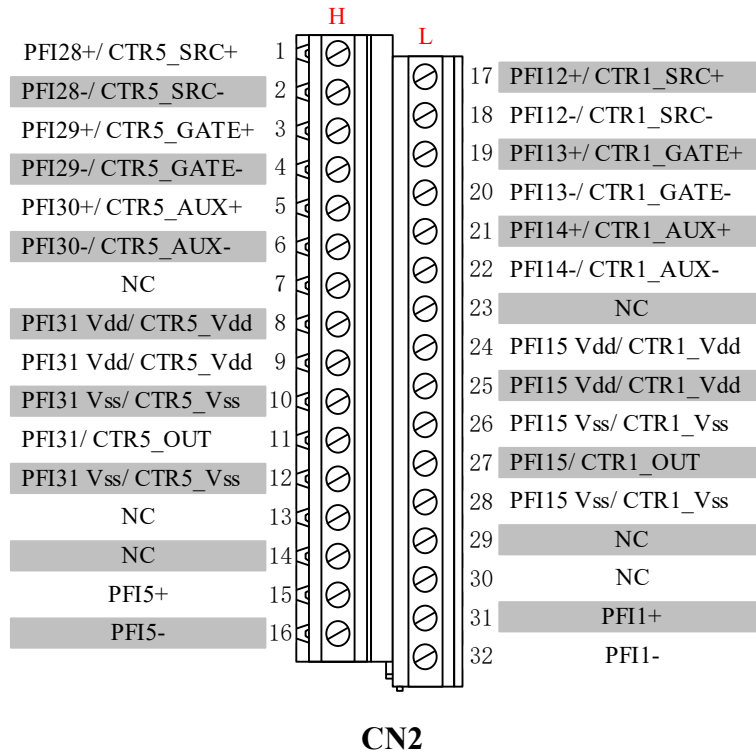 H
L
PFI28+/ CTR5_SRC+ 1
PFI28-/ CTR5_SRC- 2
PFI29+/ CTR5_GATE+ 3
PFI29-/ CTR5_GATE- 4
PFI30+/ CTR5_AUX+ 5
PFI30-/ CTR5_AUX- 6
NC 7
PFI31 Vdd/ CTR5_Vdd 8
PFI31 Vdd/ CTR5_Vdd 9
PFI31 Vss/ CTR5_Vss 10
PFI31/ CTR5_OUT 11
PFI31 Vss/ CTR5_Vss 12
NC 13
NC 14
PFI5+ 15
PFI5- 16
17 PFI12+/ CTR1_SRC+
18 PFI12-/ CTR1_SRC-
19 PFI13+/ CTR1_GATE+
20 PFI13-/ CTR1_GATE-
21 PFI14+/ CTR1_AUX+
22 PFI14-/ CTR1_AUX-
23 NC
24 PFI15 Vdd/ CTR1_Vdd
25 PFI15 Vdd/ CTR1_Vdd
26 PFI15 Vss/ CTR1_Vss
27 PFI15/ CTR1_OUT
28 PFI15 Vss/ CTR1_Vss
29 NC
30 NC
31 PFI1+
32 PFI1-
CN2